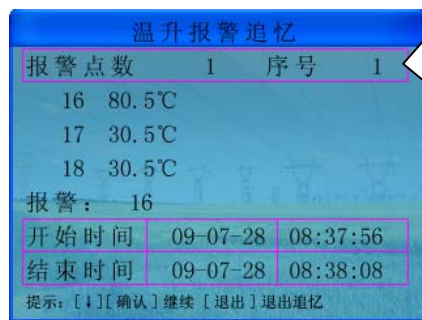 温升报警追忆
报警点数 1 序号 1
16 80.5℃
17 30.5℃
18 30.5℃
报警： 16
开始时间 09-07-28 08:37:56
结束时间 09-07-28 08:38:08
提示：[↓][确认]继续 [退出]退出追忆